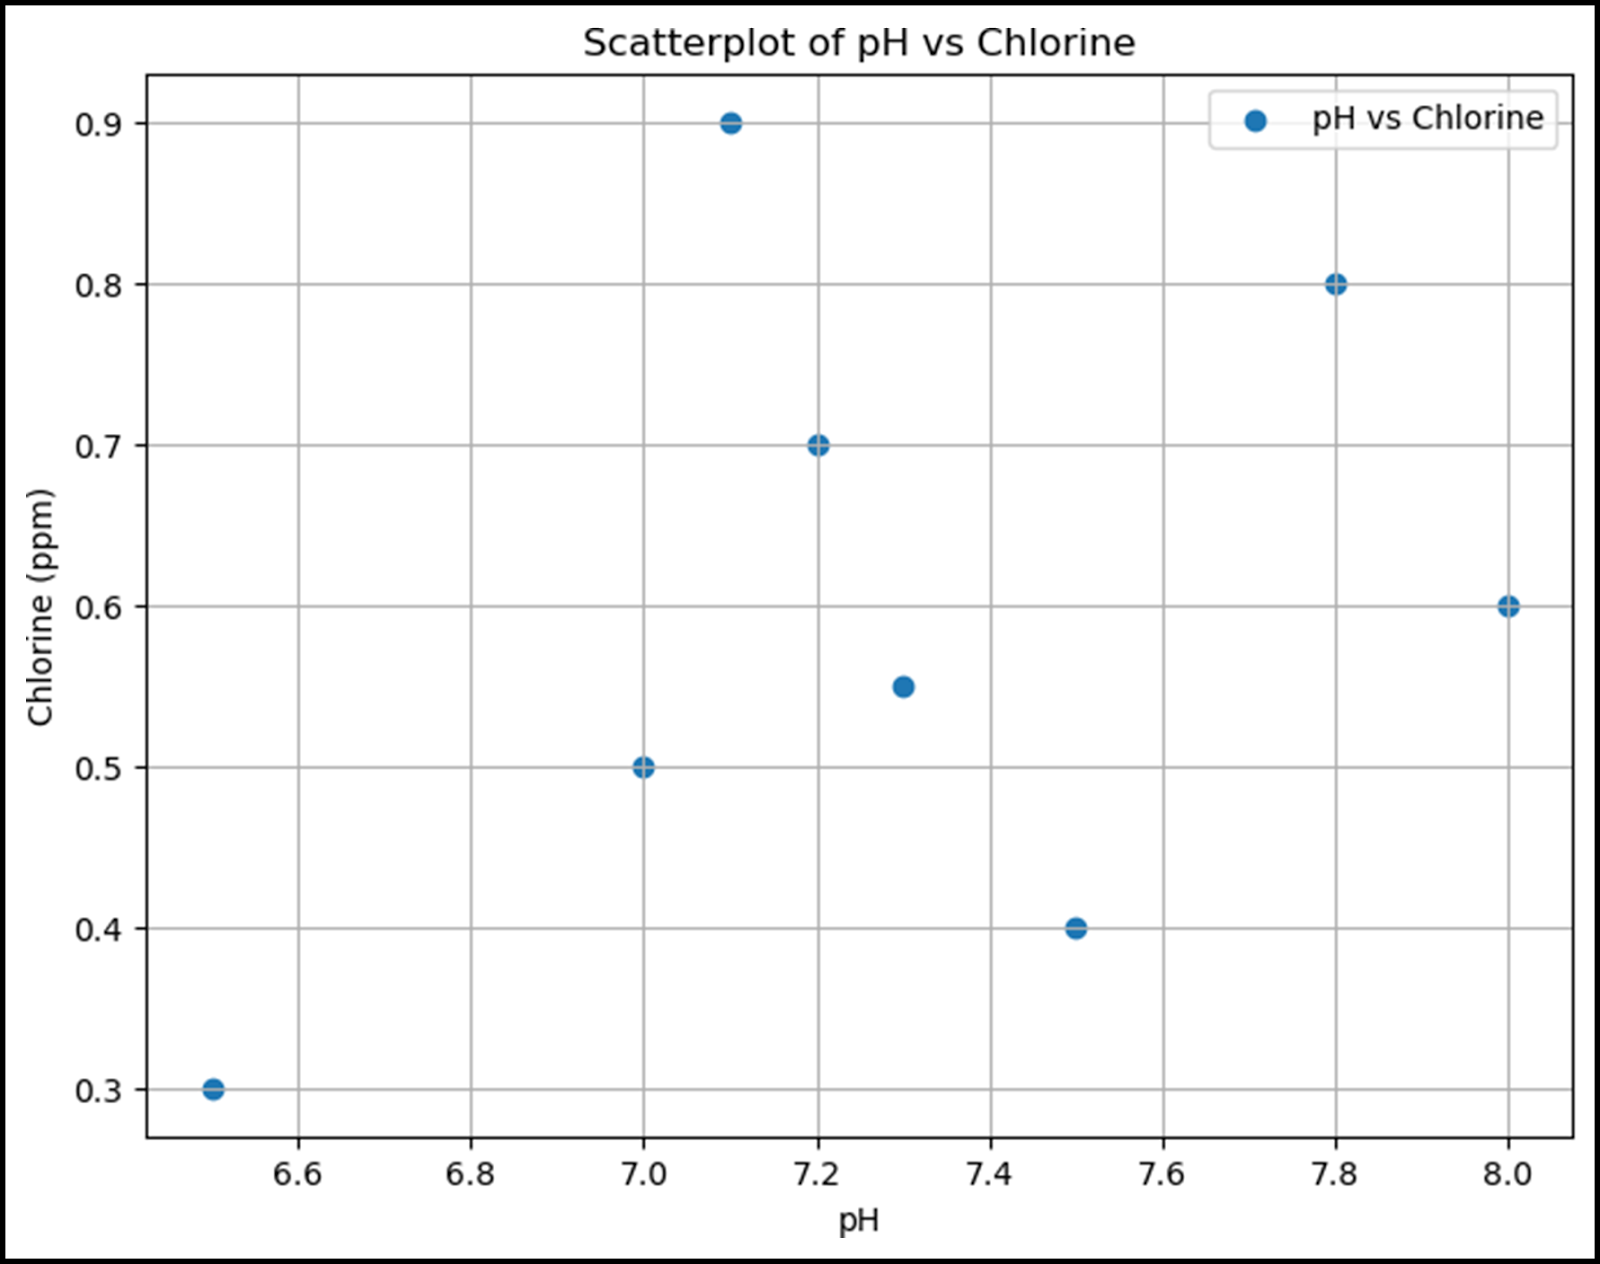 Scatterplot of pH vs Chlorine
pH vs Chlorine
0.9
0.8
0.7
0.6
0.5
0.4
0.3
Chlorine (ppm)
6.6 6.8 7.0 7.2 7.4 7.6 7.8 8.0
pH